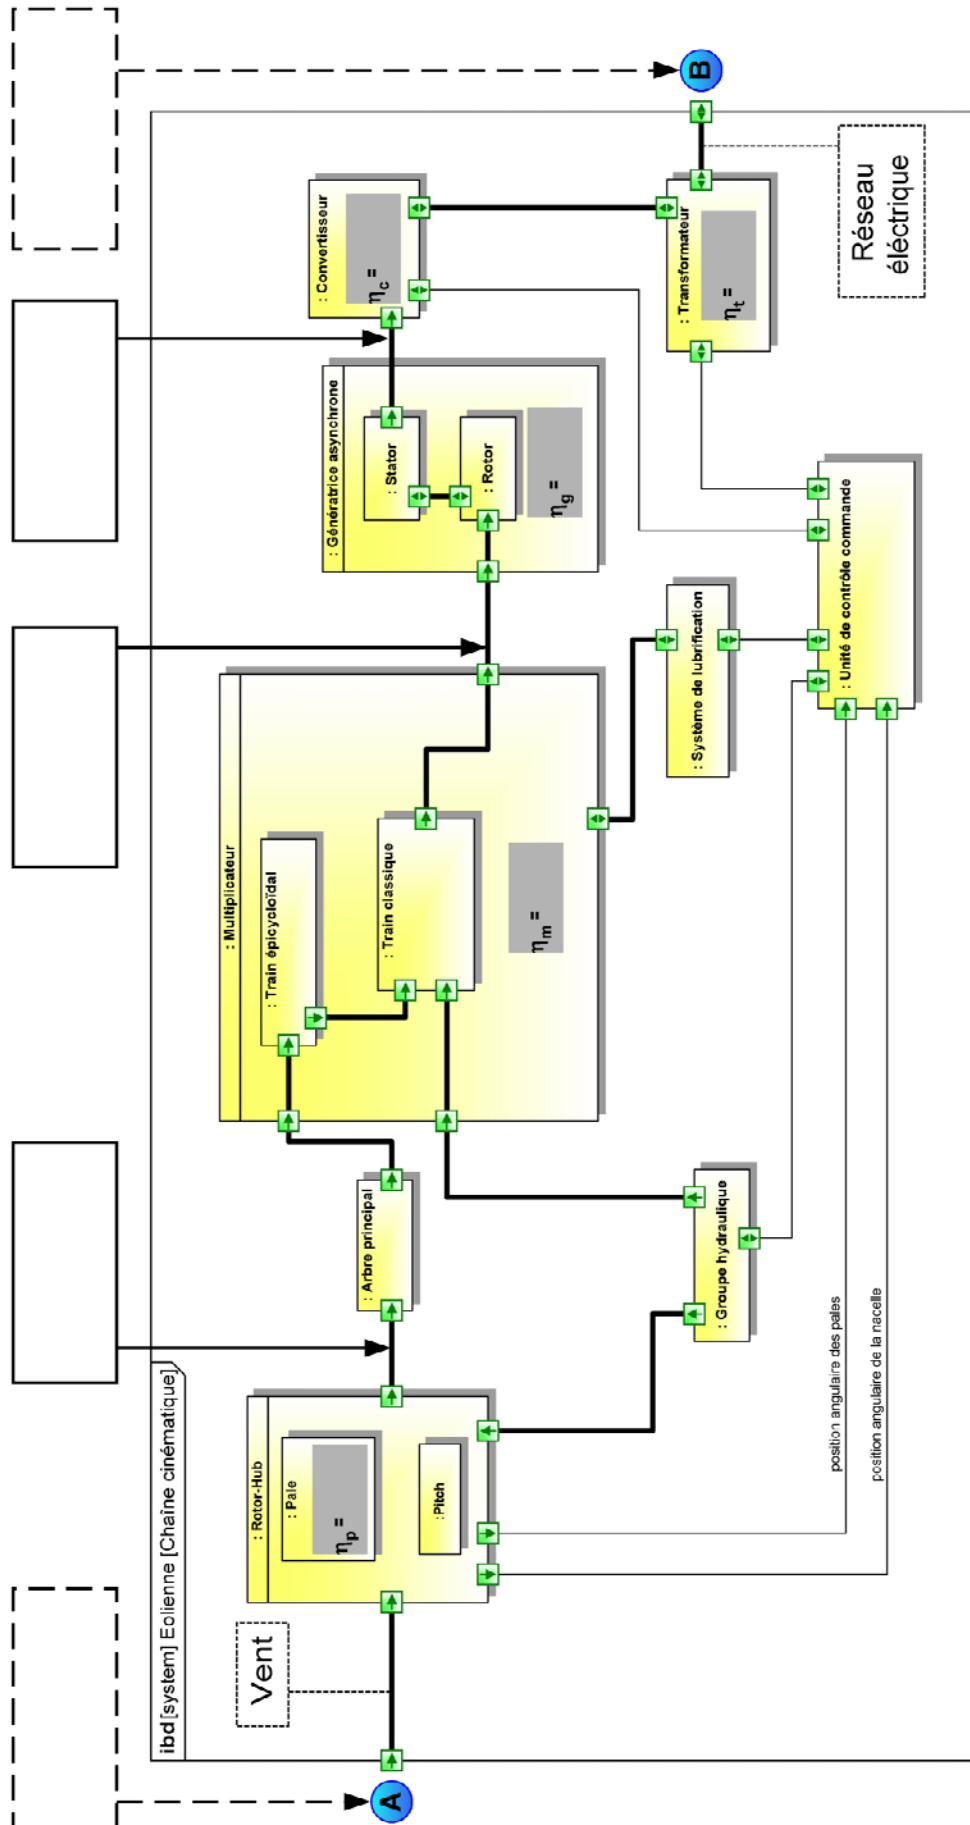 ibd [system] Eolienne [Chaîne cinématique]
A
Vent
: Rotor-Hub
: Pale
ηp =
:Pitch
: Arbre principal
: Groupe hydraulique
position angulaire des pales
position angulaire de la nacelle
: Multiplicateur
: Train épicycloïdal
: Train classique
ηm =
: Système de lubrification
: Unité de contrôle commande
: Génératrice asynchrone
: Stator
: Rotor
ηg =
: Convertisseur
ηc =
: Transformateur
ηt =
Réseau
éléctrique
B